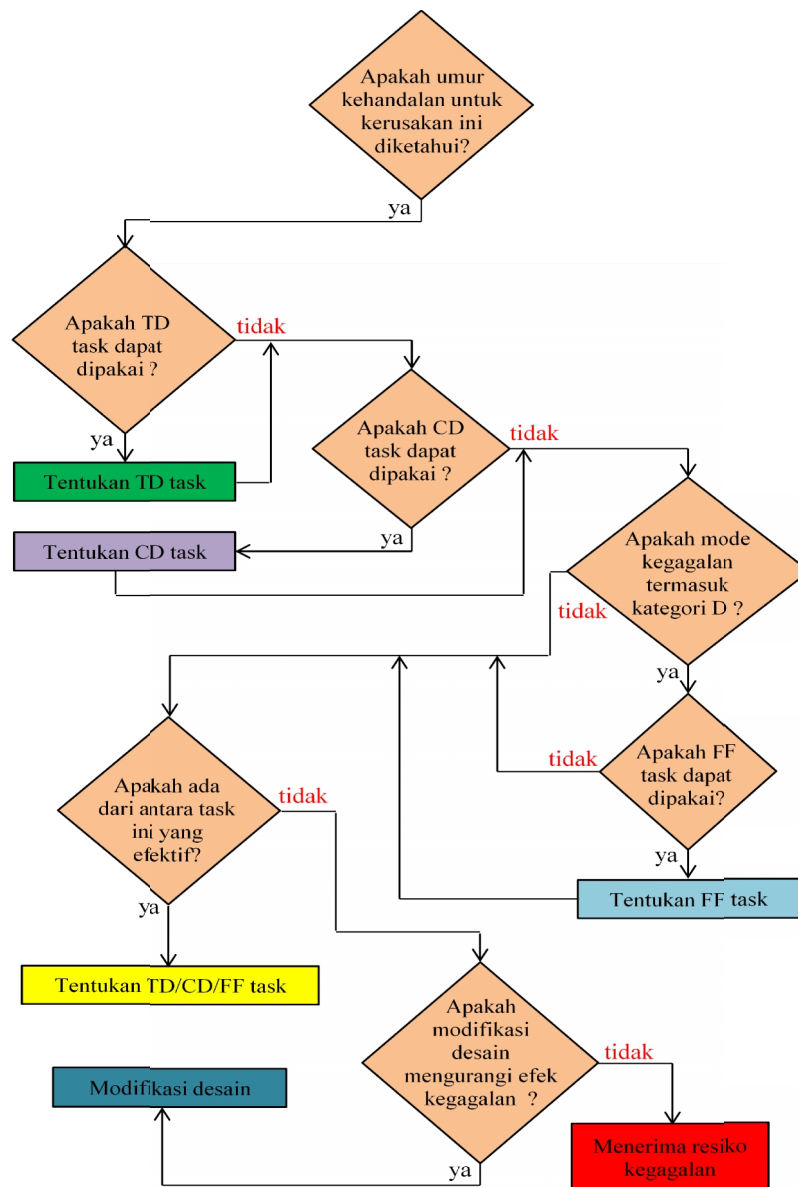 Apakah umur
kehandalan untuk
kerusakan ini
diketahui?
ya
Apakah TD
task dapat
dipakai ?
tidak
ya
Tentukan TD task
Apakah CD
task dapat
dipakai ?
tidak
ya
Tentukan CD task
Apakah mode
kegagalan
termasuk
kategori D ?
tidak
ya
Apakah FF
task dapat
dipakai?
tidak
ya
Tentukan FF task
Apakah ada
dari antara task
ini yang
efektif?
tidak
ya
Tentukan TD/CD/FF task
Apakah
modifikasi
desain
mengurangi efek
kegagalan ?
tidak
ya
Modifikasi desain
Menerima resiko
kegagalan